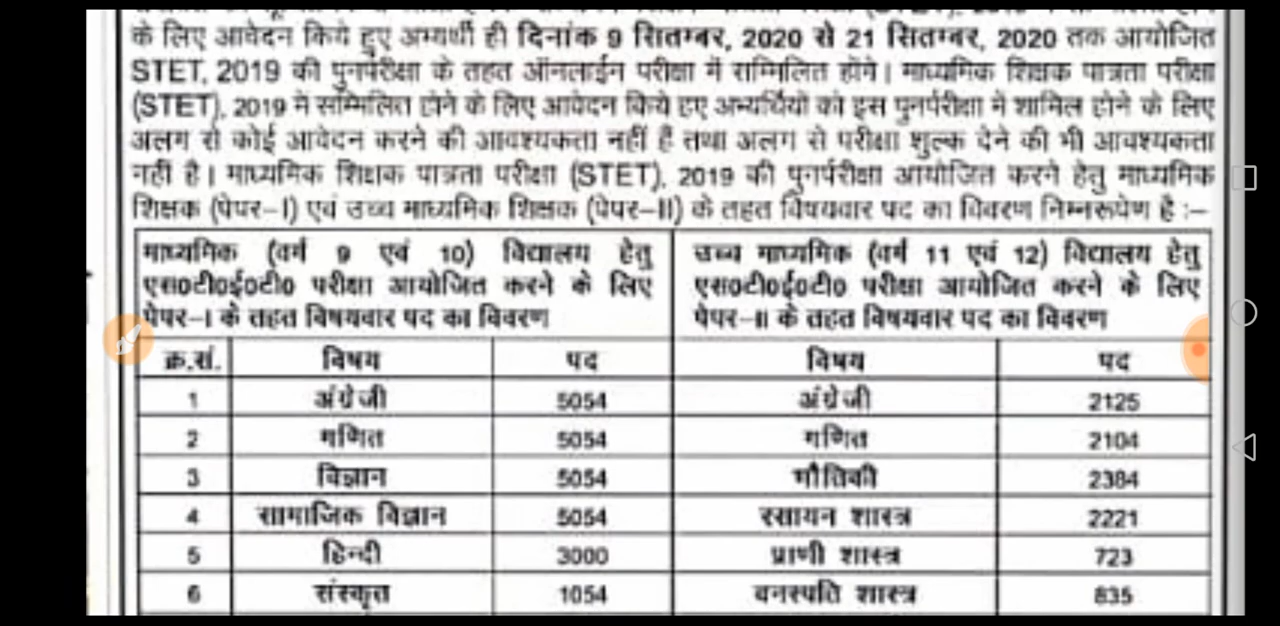 के लिए आवेदन किये हुए अभ्यर्थी ही दिनांक 9 सितम्बर, 2020 से 21 सितम्बर, 2020 तक आयोजित
STET, 2019 की पुनर्परीक्षा के तहत ऑनलाईन परीक्षा में सम्मिलित होंगे। माध्यमिक शिक्षक पात्रता परीक्षा
(STET), 2019 में सम्मिलित होने के लिए आवेदन किये हुए अभ्यर्थियों को इस पुनर्परीक्षा में शामिल होने के लिए
अलग से कोई आवेदन करने की आवश्यकता नहीं है तथा अलग से परीक्षा शुल्क देने की भी आवश्यकता
नहीं है। माध्यमिक शिक्षक पात्रता परीक्षा (STET), 2019 की पुनर्परीक्षा आयोजित करने हेतु माध्यमिक
शिक्षक (पेपर-I) एवं उच्च माध्यमिक शिक्षक (पेपर-II) के तहत विषयवार पद का विवरण निम्नरूपेण है :-
माध्यमिक (वर्ग 9 एवं 10) विद्यालय हेतु
एस0टी0ई0टी0 परीक्षा आयोजित करने के लिए
पेपर-I के तहत विषयवार पद का विवरण
उच्च माध्यमिक (वर्ग 11 एवं 12) विद्यालय हेतु
एस0टी0ई0टी0 परीक्षा आयोजित करने के लिए
पेपर-II के तहत विषयवार पद का विवरण
क्र.सं. विषय पद विषय पद
1 अंग्रेजी 5054 अंग्रेजी 2125
2 गणित 5054 गणित 2104
3 विज्ञान 5054 भौतिकी 2384
4 सामाजिक विज्ञान 5054 रसायन शास्त्र 2221
5 हिन्दी 3000 प्राणी शास्त्र 723
6 संस्कृत 1054 वनस्पति शास्त्र 835